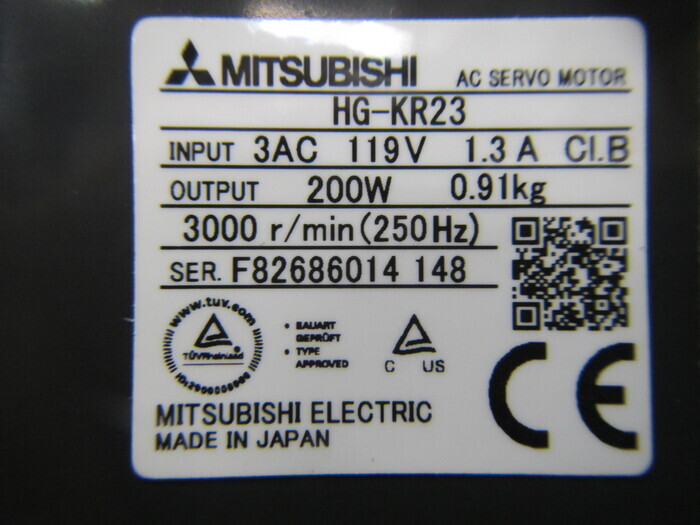 MITSUBISHI AC SERVO MOTOR
HG-KR23
INPUT 3AC 119V 1.3A CI.B
OUTPUT 200W 0.91kg
3000 r/min(250Hz)
SER. F82686014 148
www.tuv.com
TÜVRheinland
• BAUART
GEPRÜFT
• TYPE
APPROVED
C US
CE
MITSUBISHI ELECTRIC
MADE IN JAPAN